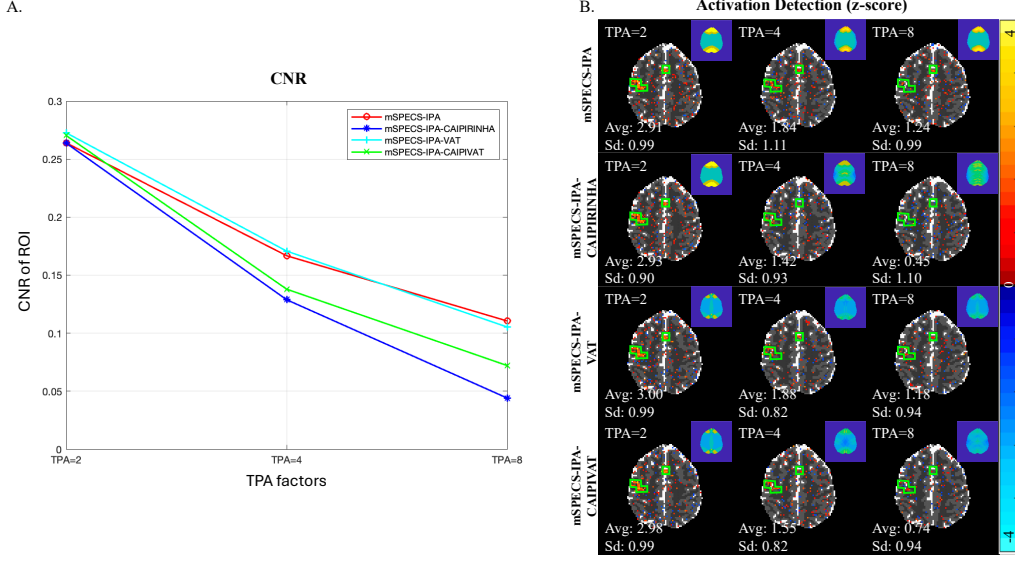 A.
CNR
0.3
0.25
0.2
0.15
0.1
0.05
0
CNR of ROI
TPA=2
TPA=4
TPA=8
TPA factors
mSPECS-IPA
mSPECS-IPA-CAIPIRINHA
mSPECS-IPA-VAT
mSPECS-IPA-CAIPIVAT
B.
Activation Detection (z-score)
mSPECS-IPA
TPA=2 TPA=4 TPA=8
Avg: 2.91 Avg: 1.84 Avg: 1.24
Sd: 0.99 Sd: 1.11 Sd: 0.99
mSPECS-IPA-
CAIPIRINHA
TPA=2 TPA=4 TPA=8
Avg: 2.93 Avg: 1.42 Avg: 0.45
Sd: 0.90 Sd: 0.93 Sd: 1.10
mSPECS-IPA-
VAT
TPA=2 TPA=4 TPA=8
Avg: 3.00 Avg: 1.88 Avg: 1.18
Sd: 0.99 Sd: 0.82 Sd: 0.94
mSPECS-IPA-
CAIPIVAT
TPA=2 TPA=4 TPA=8
Avg: 2.98 Avg: 1.55 Avg: 0.74
Sd: 0.99 Sd: 0.82 Sd: 0.94
4
0
-4